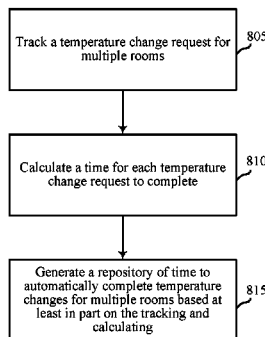 Track a temperature change request for
multiple rooms
805
Calculate a time for each temperature
change request to complete
810
Generate a repository of time to
automatically complete temperature
changes for multiple rooms based at
least in part on the tracking and
calculating
815